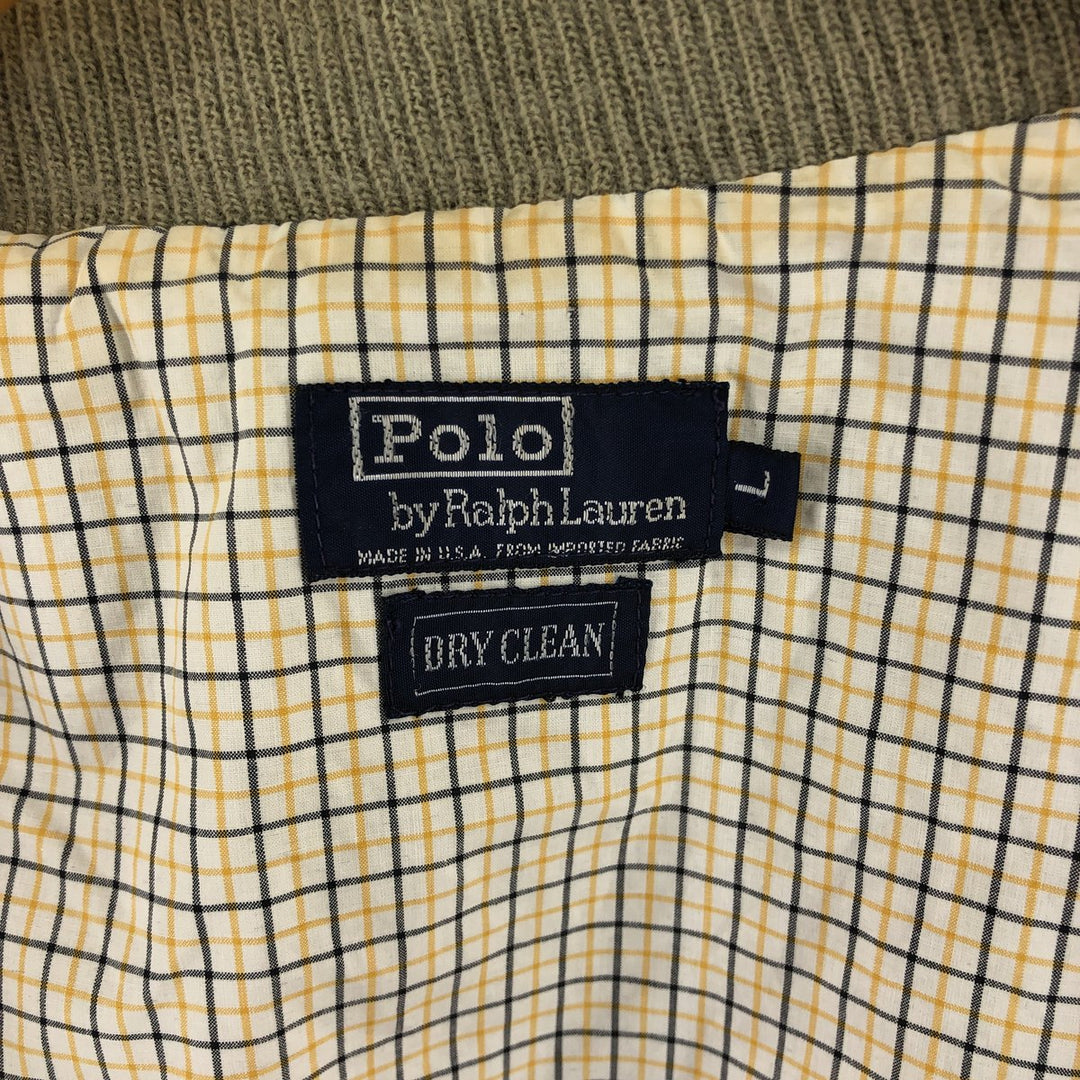 Polo
by Ralph Lauren
MADE IN U.S.A. FROM IMPORTED FABRIC
L
DRY CLEAN